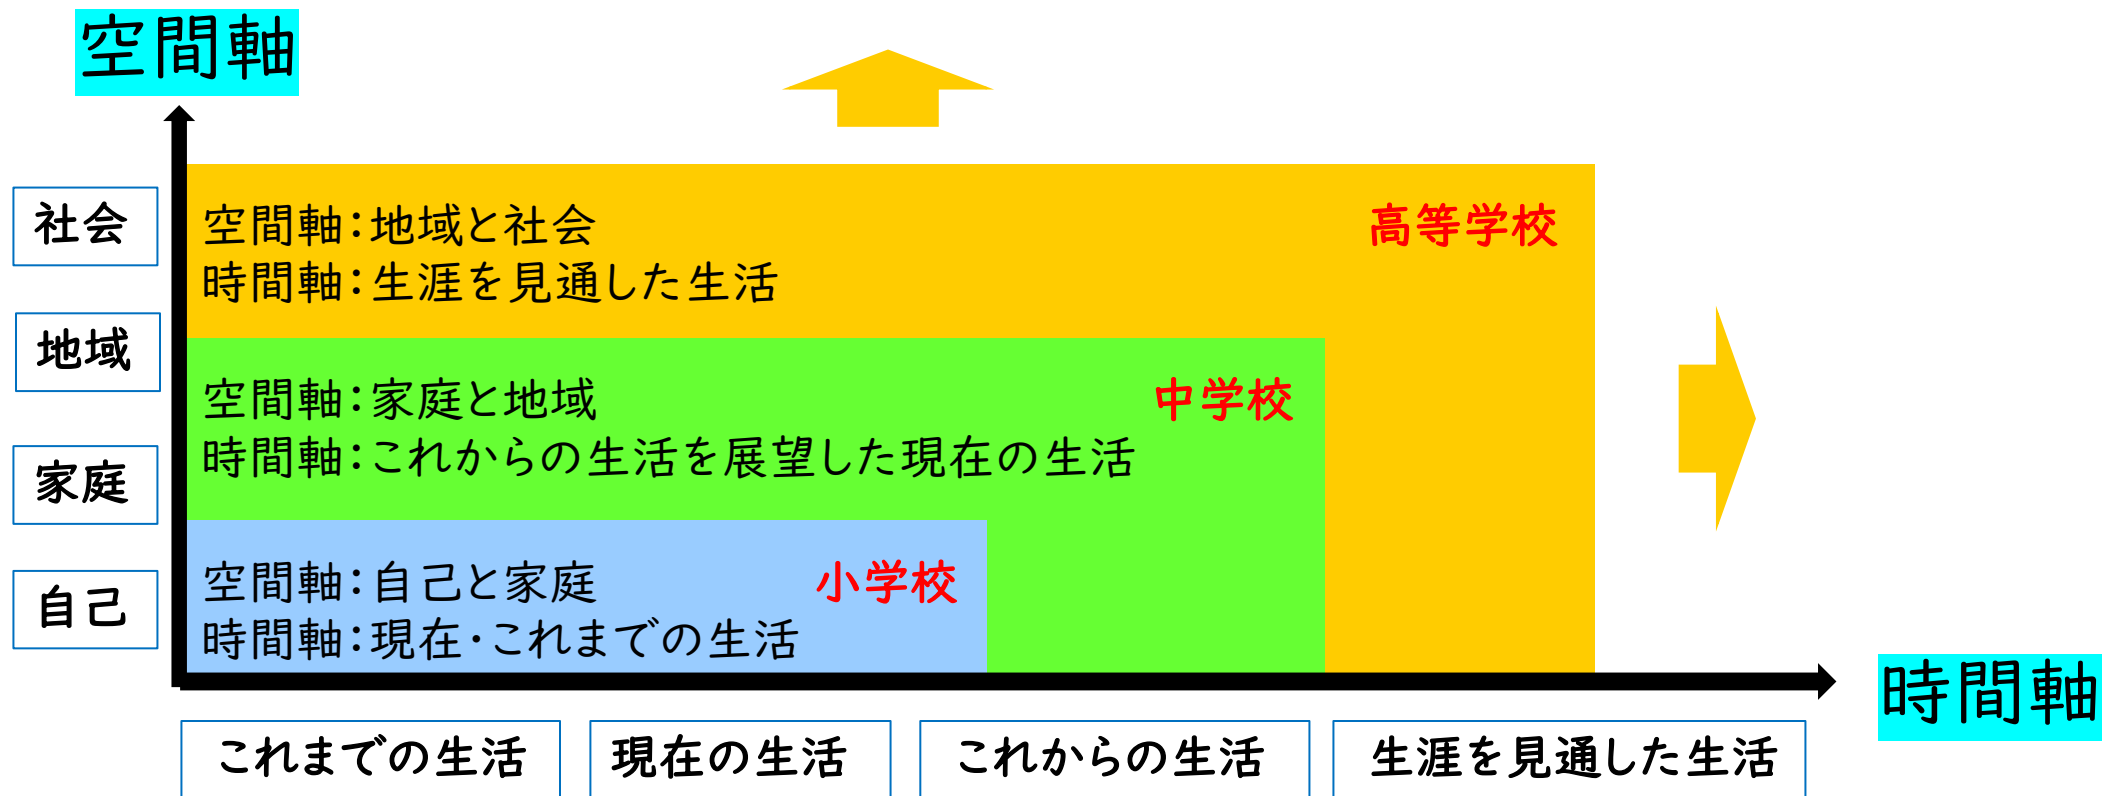 空間軸
社会
空間軸：地域と社会
高等学校
時間軸：生涯を見通した生活
地域
空間軸：家庭と地域
中学校
時間軸：これからの生活を展望した現在の生活
家庭
空間軸：自己と家庭
小学校
自己
時間軸：現在・これまでの生活
時間軸
これまでの生活
現在の生活
これからの生活
生涯を見通した生活